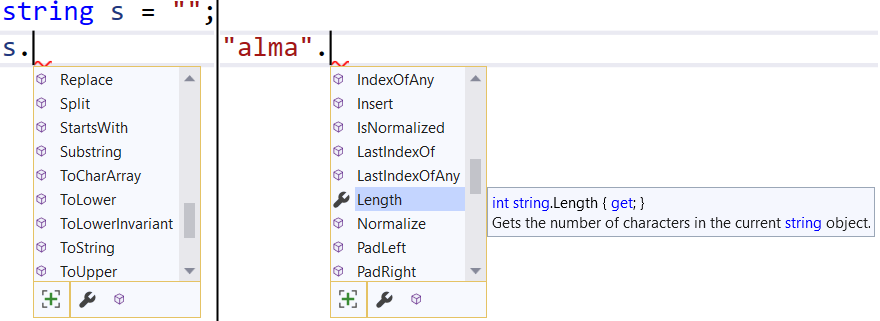 string s = "";
s.
Replace
Split
StartsWith
Substring
ToCharArray
ToLower
ToLowerInvariant
ToString
ToUpper
"alma".
IndexOfAny
Insert
IsNormalized
LastIndexOf
LastIndexOfAny
Length
Normalize
PadLeft
PadRight
int string.Length { get; }
Gets the number of characters in the current string object.